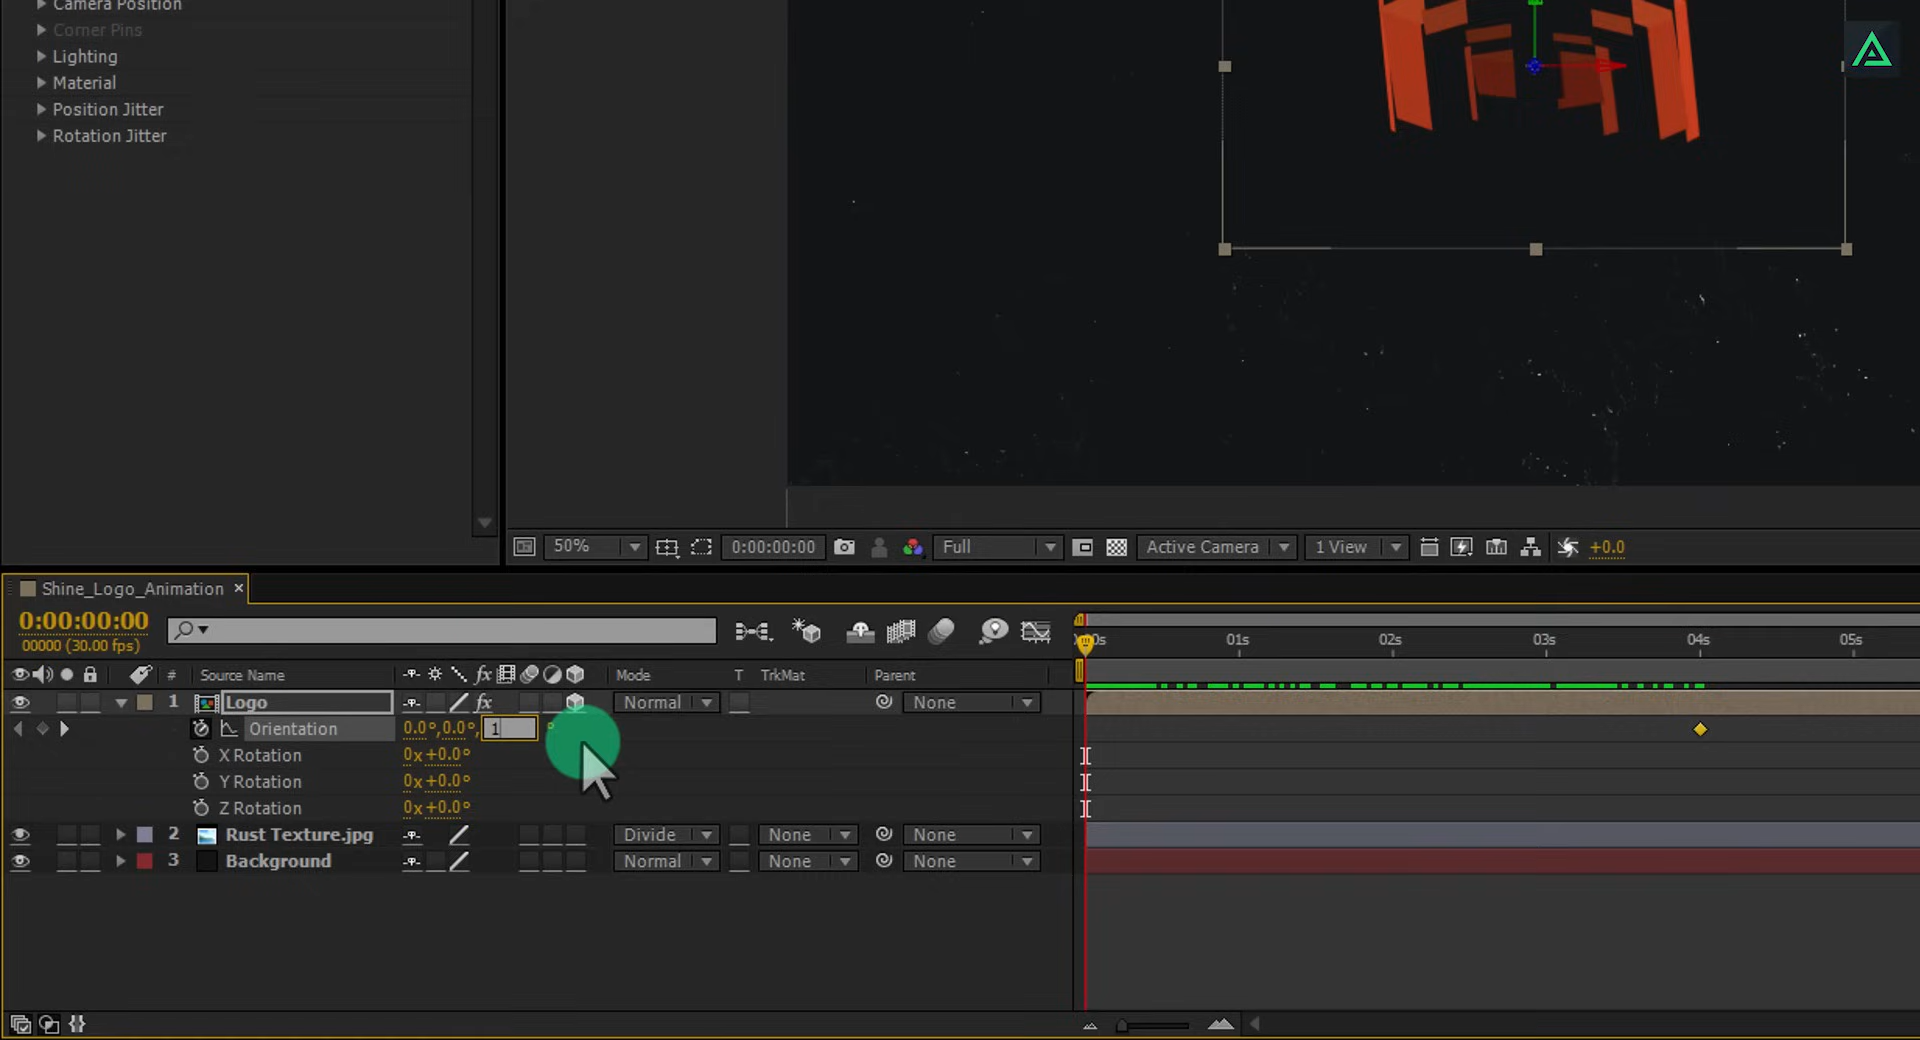 Camera Position
Corner Pins
Lighting
Material
Position Jitter
Rotation Jitter
50%
0:00:00:00
Full
Active Camera
1 View
+0.0
Shine_Logo_Animation ×
0:00:00:00
00000 (30.00 fps)
01s 02s 03s 04s 05s
# Source Name fx Mode T TrkMat Parent
1 Logo fx Normal None
Orientation 0.0°,0.0°, 1 °
X Rotation 0x+0.0°
Y Rotation 0x+0.0°
Z Rotation 0x+0.0°
2 Rust Texture.jpg Divide None None
3 Background Normal None None